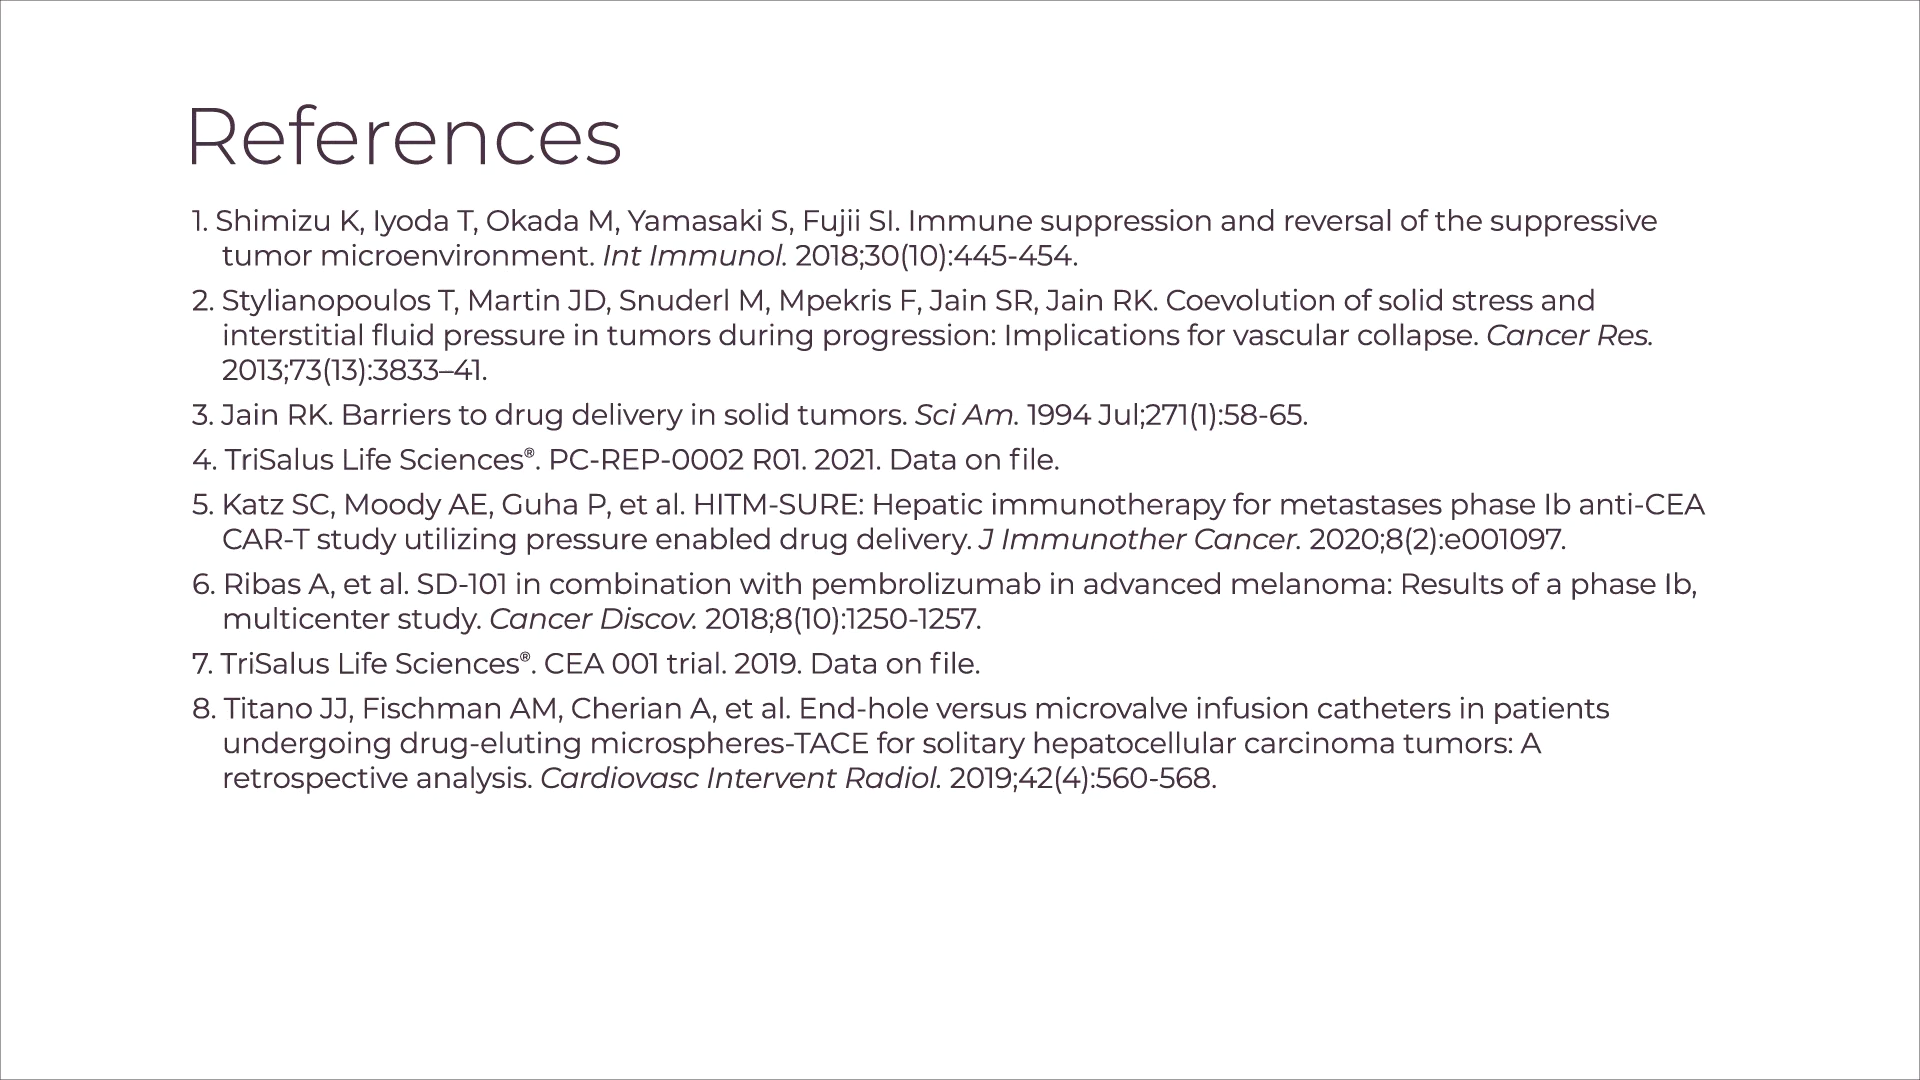 References
1. Shimizu K, Iyoda T, Okada M, Yamasaki S, Fujii SI. Immune suppression and reversal of the suppressive
tumor microenvironment. Int Immunol. 2018;30(10):445-454.
2. Stylianopoulos T, Martin JD, Snuderl M, Mpekris F, Jain SR, Jain RK. Coevolution of solid stress and
interstitial fluid pressure in tumors during progression: Implications for vascular collapse. Cancer Res.
2013;73(13):3833–41.
3. Jain RK. Barriers to drug delivery in solid tumors. Sci Am. 1994 Jul;271(1):58-65.
4. TriSalus Life Sciences®. PC-REP-0002 R01. 2021. Data on file.
5. Katz SC, Moody AE, Guha P, et al. HITM-SURE: Hepatic immunotherapy for metastases phase Ib anti-CEA
CAR-T study utilizing pressure enabled drug delivery. J Immunother Cancer. 2020;8(2):e001097.
6. Ribas A, et al. SD-101 in combination with pembrolizumab in advanced melanoma: Results of a phase Ib,
multicenter study. Cancer Discov. 2018;8(10):1250-1257.
7. TriSalus Life Sciences®. CEA 001 trial. 2019. Data on file.
8. Titano JJ, Fischman AM, Cherian A, et al. End-hole versus microvalve infusion catheters in patients
undergoing drug-eluting microspheres-TACE for solitary hepatocellular carcinoma tumors: A
retrospective analysis. Cardiovasc Intervent Radiol. 2019;42(4):560-568.